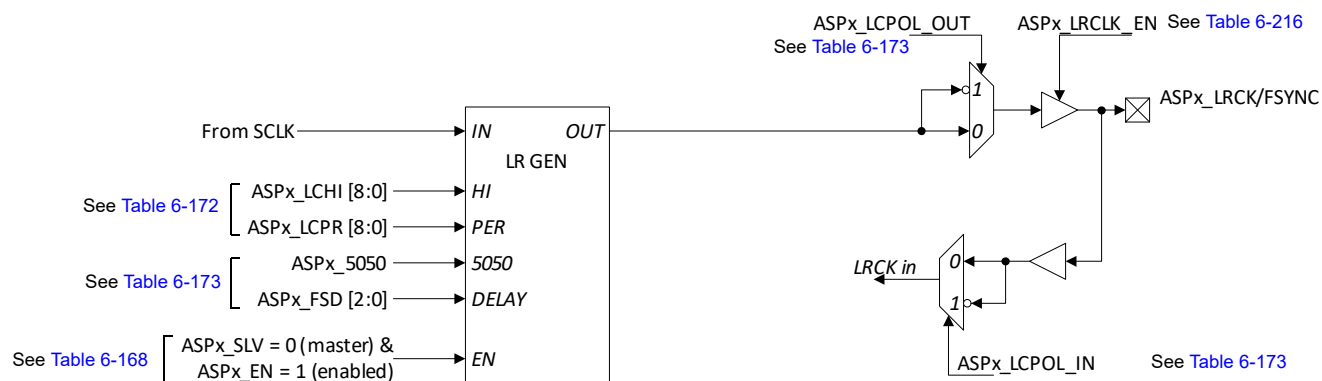 ASPx_LCPOL_OUT
See Table 6-173
ASPx_LRCLK_EN See Table 6-216
1
0
ASPx_LRCK/FSYNC
From SCLK
IN
OUT
LR GEN
See Table 6-172
ASPx_LCHI [8:0]
HI
ASPx_LCPR [8:0]
PER
See Table 6-173
ASPx_5050
5050
ASPx_FSD [2:0]
DELAY
See Table 6-168
ASPx_SLV = 0 (master) &
ASPx_EN = 1 (enabled)
EN
LRCK in
0
1
ASPx_LCPOL_IN
See Table 6-173